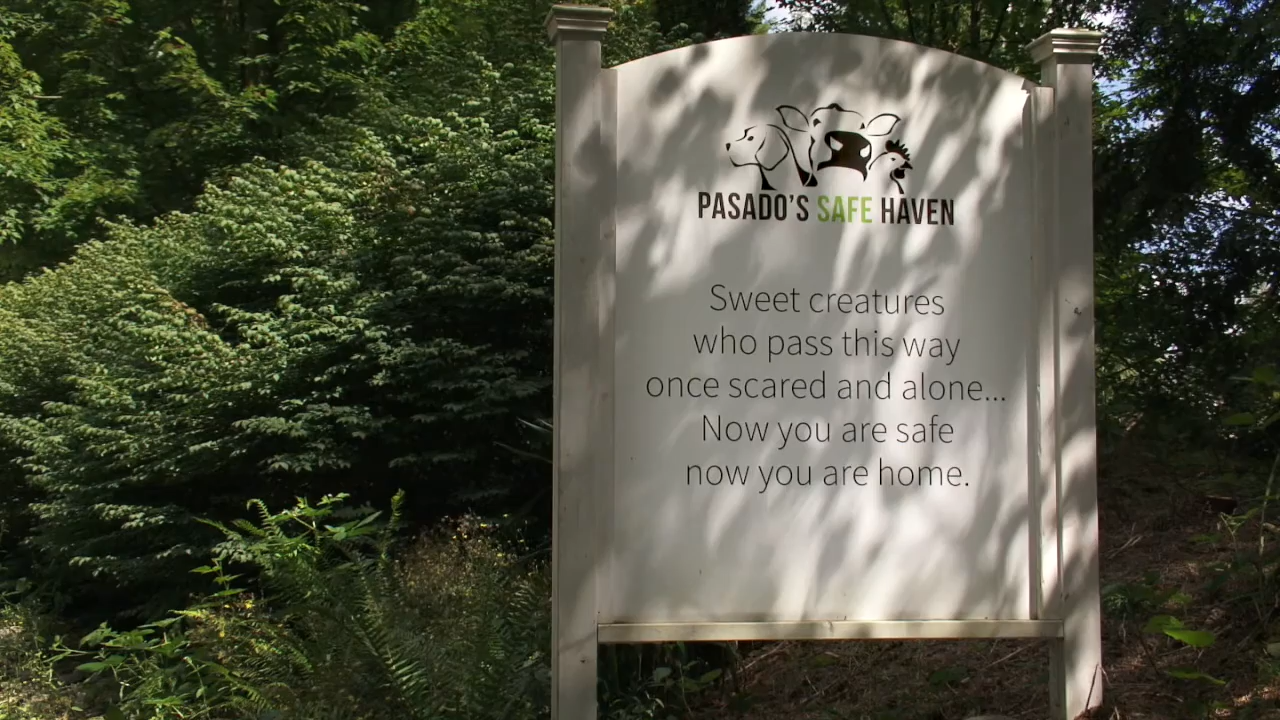 PASADO'S SAFE HAVEN
Sweet creatures
who pass this way
once scared and alone...
Now you are safe
now you are home.